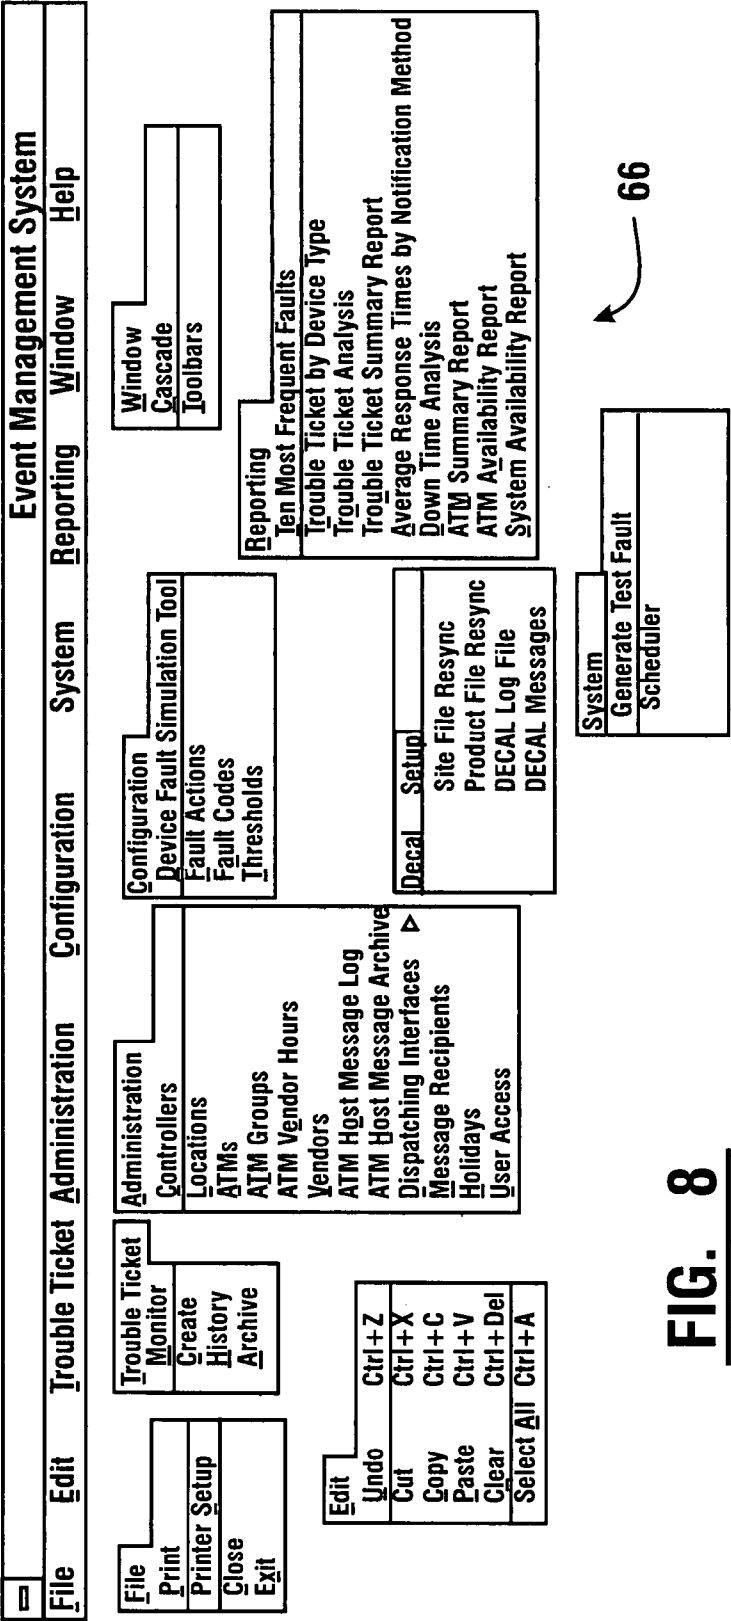 Event Management System
File Edit Trouble Ticket Administration Configuration System Reporting Window Help
File
Print
Printer Setup
Close
Exit
Edit
Undo Ctrl+Z
Cut Ctrl+X
Copy Ctrl+C
Paste Ctrl+V
Clear Ctrl+Del
Select All Ctrl+A
Trouble Ticket
Monitor
Create
History
Archive
Administration
Controllers
Locations
ATMs
ATM Groups
ATM Vendor Hours
Vendors
ATM Host Message Log
ATM Host Message Archive
Dispatching Interfaces
Message Recipients
Holidays
User Access
Configuration
Device Fault Simulation Tool
Fault Actions
Fault Codes
Thresholds
Decal Setup
Site File Resync
Product File Resync
DECAL Log File
DECAL Messages
System
Generate Test Fault
Scheduler
Window
Cascade
Toolbars
Reporting
Ten Most Frequent Faults
Trouble Ticket by Device Type
Trouble Ticket Analysis
Trouble Ticket Summary Report
Average Response Times by Notification Method
Down Time Analysis
ATM Summary Report
ATM Availability Report
System Availability Report
66
FIG. 8